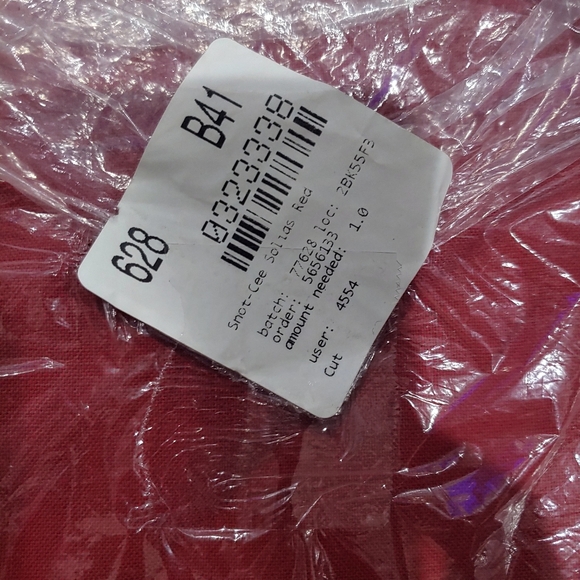 628 B41
0323338
Snot-Cee Solids Red
batch: 77628 loc: 2BK55F3
order: 5656133
amount needed: 1.0
user: 4554
Cut